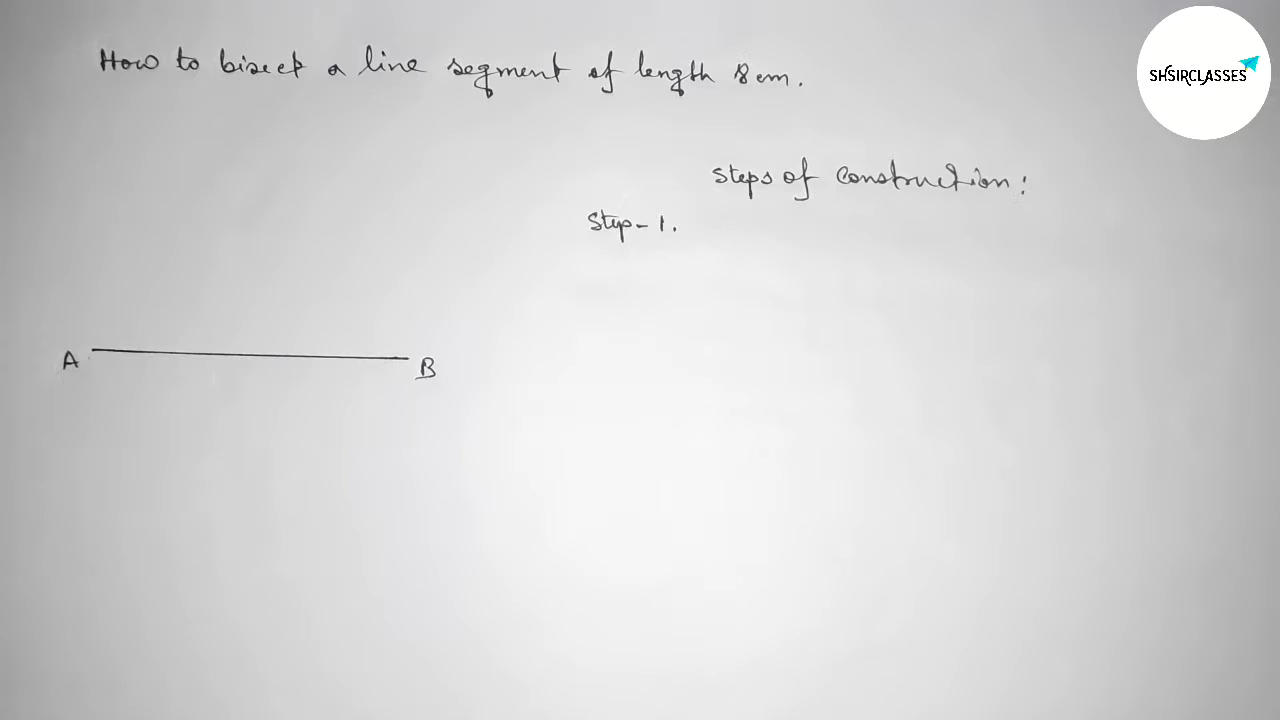 How to bisect a line segment of length 8 cm.
SHSIRCLASSES
Steps of Construction:
Step-1.
A
B